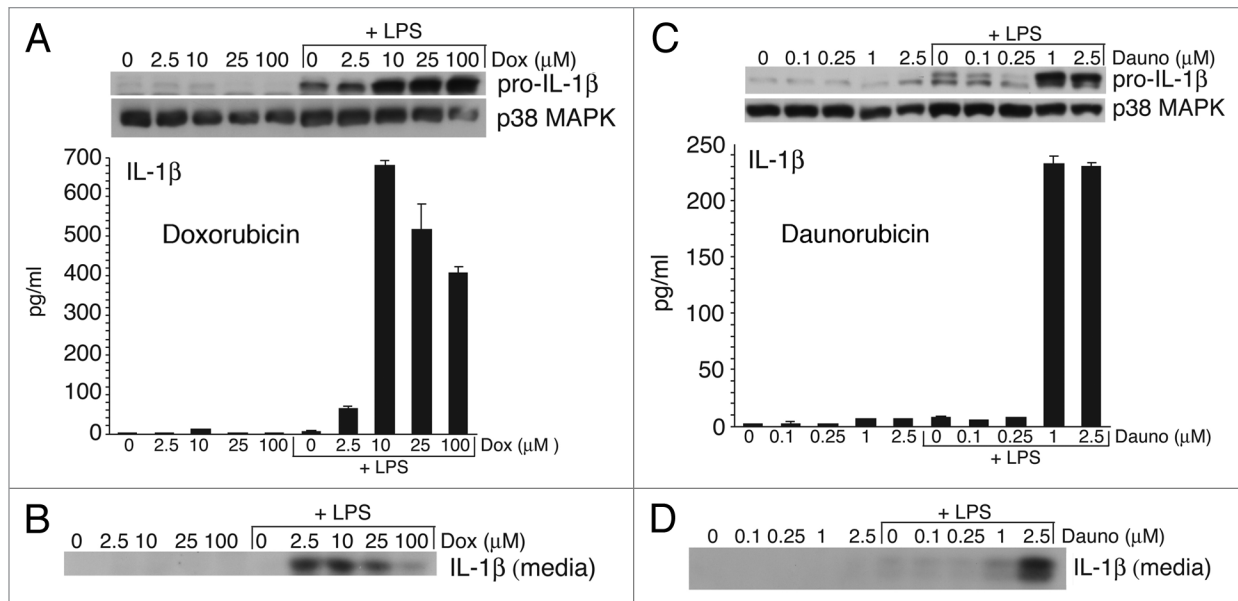 A
+ LPS
0 2.5 10 25 100 0 2.5 10 25 100 Dox (μM)
pro-IL-1β
p38 MAPK
700
600
500
400
300
200
100
0
pg/ml
IL-1β
Doxorubicin
0 2.5 10 25 100 0 2.5 10 25 100 Dox (μM )
+ LPS
C
+ LPS
0 0.1 0.25 1 2.5 0 0.1 0.25 1 2.5 Dauno (μM)
pro-IL-1β
p38 MAPK
250
200
150
100
50
0
pg/ml
IL-1β
Daunorubicin
0 0.1 0.25 1 2.5 0 0.1 0.25 1 2.5 Dauno (μM)
+ LPS
B
+ LPS
0 2.5 10 25 100 0 2.5 10 25 100 Dox (μM)
IL-1β (media)
D
+ LPS
0 0.1 0.25 1 2.5 0 0.1 0.25 1 2.5 Dauno (μM)
IL-1β (media)